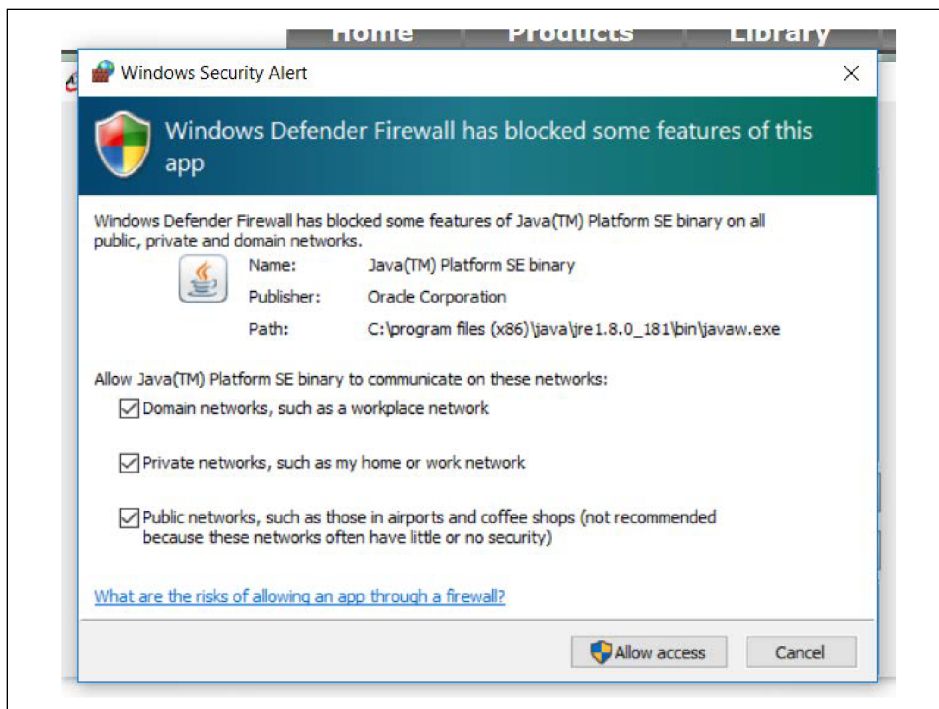 Home Products Library
Windows Security Alert
Windows Defender Firewall has blocked some features of this
app
Windows Defender Firewall has blocked some features of Java(TM) Platform SE binary on all
public, private and domain networks.
Name: Java(TM) Platform SE binary
Publisher: Oracle Corporation
Path: C:\program files (x86)\java\jre1.8.0_181\bin\javaw.exe
Allow Java(TM) Platform SE binary to communicate on these networks:
Domain networks, such as a workplace network
Private networks, such as my home or work network
Public networks, such as those in airports and coffee shops (not recommended
because these networks often have little or no security)
What are the risks of allowing an app through a firewall?
Allow access Cancel